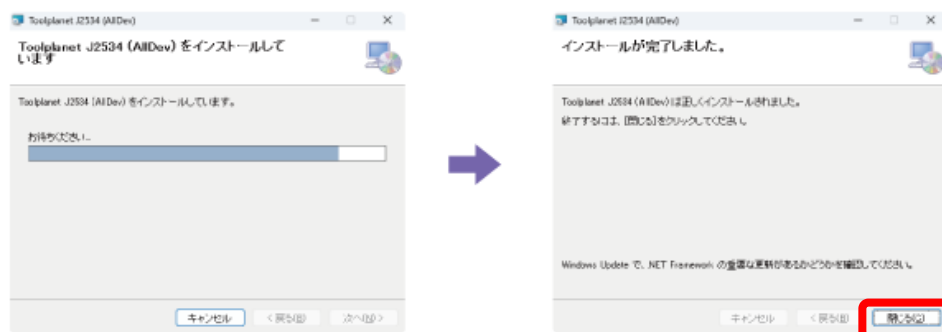 Toolplanet J2534 (AllDev)
Toolplanet J2534 (AllDev) をインストールして
います
Toolplanet J2534 (AllDev) をインストールしています。
お待ちください...
キャンセル
< 戻る(B)
次へ(N) >
Toolplanet J2534 (AllDev)
インストールが完了しました。
Toolplanet J2534 (AllDev) は正しくインストールされました。
終了するには、[閉じる]をクリックしてください。
Windows Update で、.NET Framework の重要な更新があるかどうかを確認してください。
キャンセル
< 戻る(B)
閉じる(C)